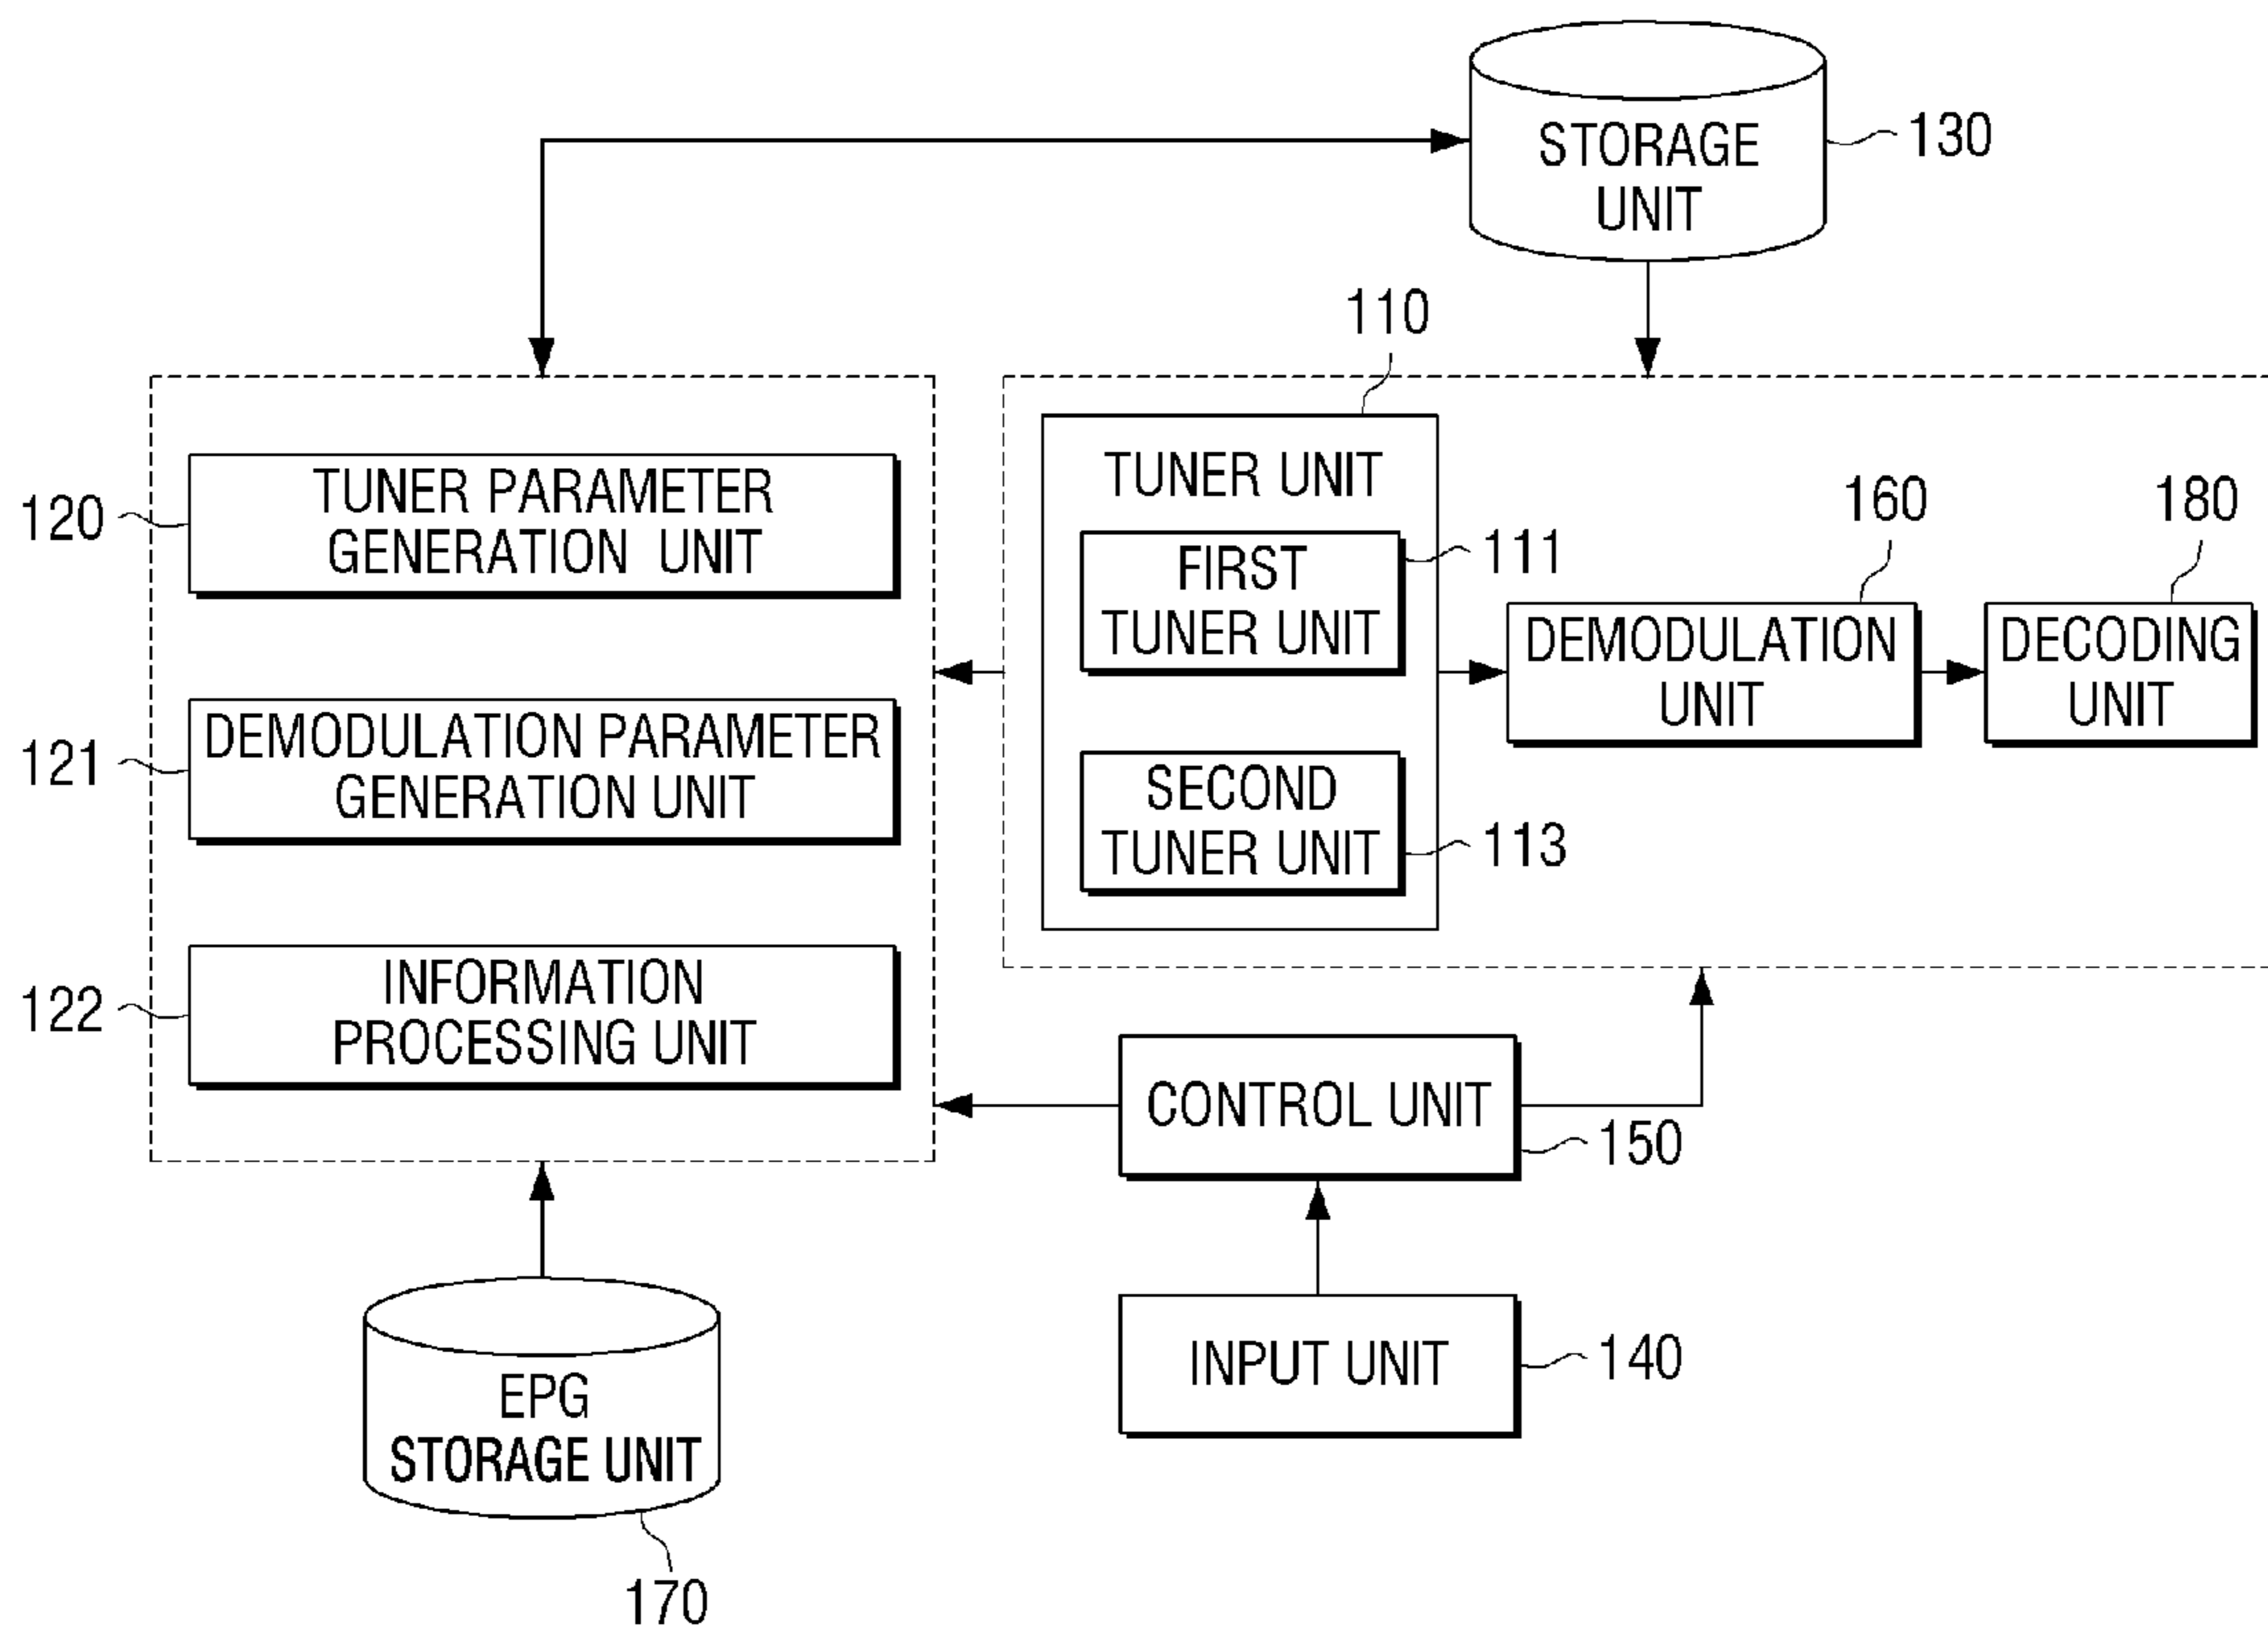 STORAGE
UNIT
130
110
TUNER PARAMETER
GENERATION UNIT
120
DEMODULATION PARAMETER
GENERATION UNIT
121
INFORMATION
PROCESSING UNIT
122
TUNER UNIT
FIRST
TUNER UNIT
111
SECOND
TUNER UNIT
113
160
DEMODULATION
UNIT
180
DECODING
UNIT
CONTROL UNIT
150
INPUT UNIT
140
EPG
STORAGE UNIT
170